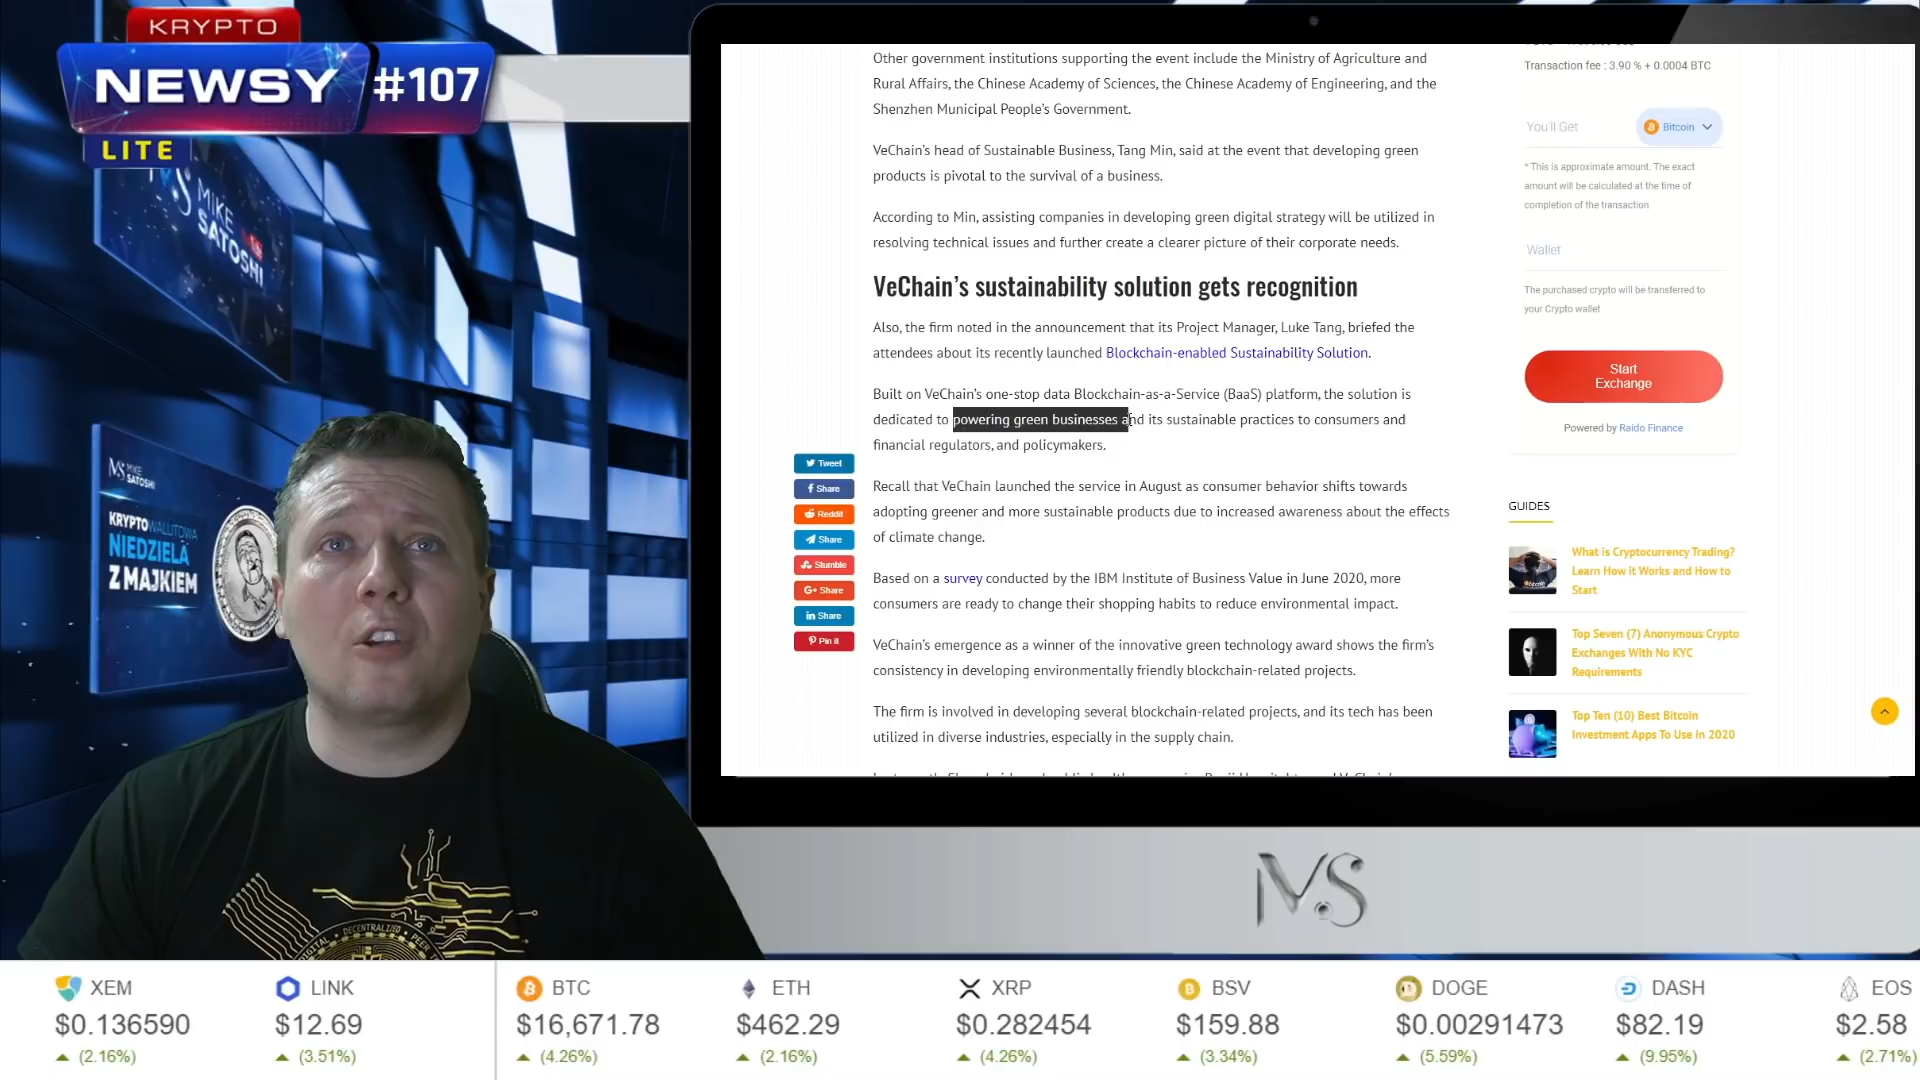 KRYPTO
NEWSY #107
LITE
MIKE
SATOSHI
MS MIKE
SATOSHI
KRYPTOWALUTOWA
NIEDZIELA
Z MAJKIEM
DIGITAL DECENTRALIZED PEER
Other government institutions supporting the event include the Ministry of Agriculture and
Rural Affairs, the Chinese Academy of Sciences, the Chinese Academy of Engineering, and the
Shenzhen Municipal People's Government.
VeChain's head of Sustainable Business, Tang Min, said at the event that developing green
products is pivotal to the survival of a business.
According to Min, assisting companies in developing green digital strategy will be utilized in
resolving technical issues and further create a clearer picture of their corporate needs.
VeChain's sustainability solution gets recognition
Also, the firm noted in the announcement that its Project Manager, Luke Tang, briefed the
attendees about its recently launched Blockchain-enabled Sustainability Solution.
Built on VeChain's one-stop data Blockchain-as-a-Service (BaaS) platform, the solution is
dedicated to powering green businesses and its sustainable practices to consumers and
financial regulators, and policymakers.
Recall that VeChain launched the service in August as consumer behavior shifts towards
adopting greener and more sustainable products due to increased awareness about the effects
of climate change.
Based on a survey conducted by the IBM Institute of Business Value in June 2020, more
consumers are ready to change their shopping habits to reduce environmental impact.
VeChain's emergence as a winner of the innovative green technology award shows the firm's
consistency in developing environmentally friendly blockchain-related projects.
The firm is involved in developing several blockchain-related projects, and its tech has been
utilized in diverse industries, especially in the supply chain.
Tweet
Share
Reddit
Share
Stumble
Share
Share
Pin it
Transaction fee : 3.90 % + 0.0004 BTC
You'll Get Bitcoin
* This is approximate amount. The exact
amount will be calculated at the time of
completion of the transaction
Wallet
The purchased crypto will be transferred to
your Crypto wallet
Start
Exchange
Powered by Raido Finance
GUIDES
What is Cryptocurrency Trading?
Learn How it Works and How to
Start
Top Seven (7) Anonymous Crypto
Exchanges With No KYC
Requirements
Top Ten (10) Best Bitcoin
Investment Apps To Use in 2020
MS
XEM LINK BTC ETH XRP BSV DOGE DASH EOS
$0.136590 $12.69 $16,671.78 $462.29 $0.282454 $159.88 $0.00291473 $82.19 $2.58
(2.16%) (3.51%) (4.26%) (2.16%) (4.26%) (3.34%) (5.59%) (9.95%) (2.71%)